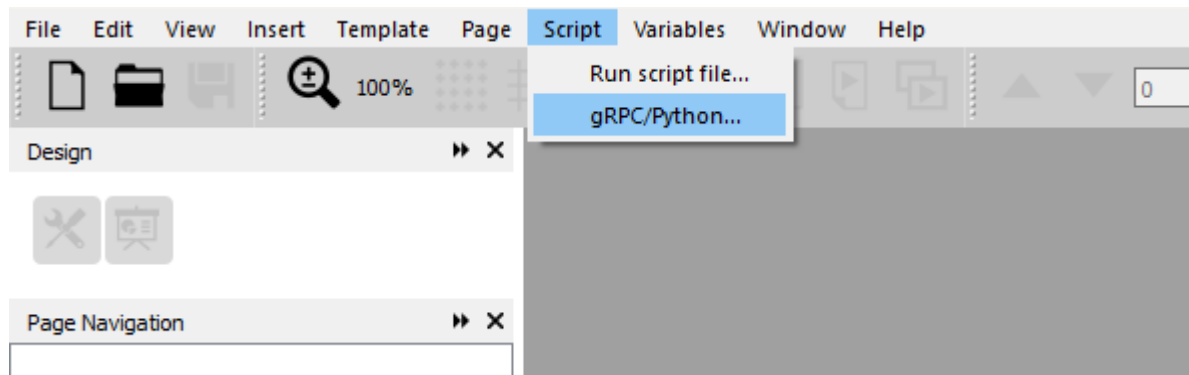 File Edit View Insert Template Page Script Variables Window Help
100%
0
Run script file...
gRPC/Python...
Design
Page Navigation